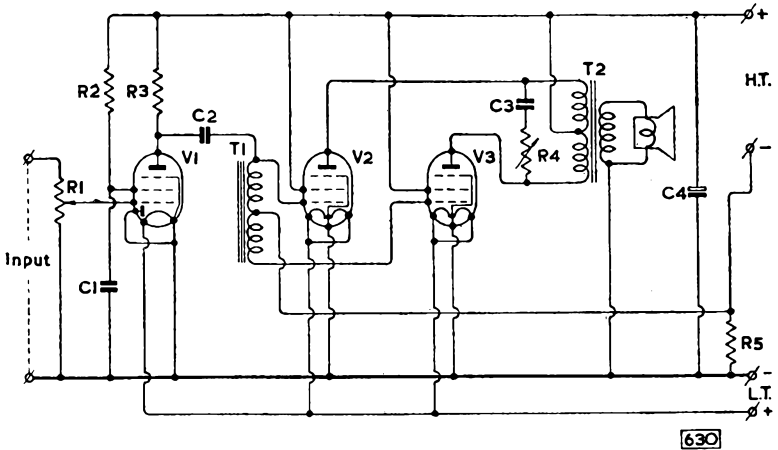 +
R2
R3
H.T.
C2
T2
C3
V1
T1
V2
V3
R4
−
R1
C4
Input
C1
R5
−
L.T.
+
630